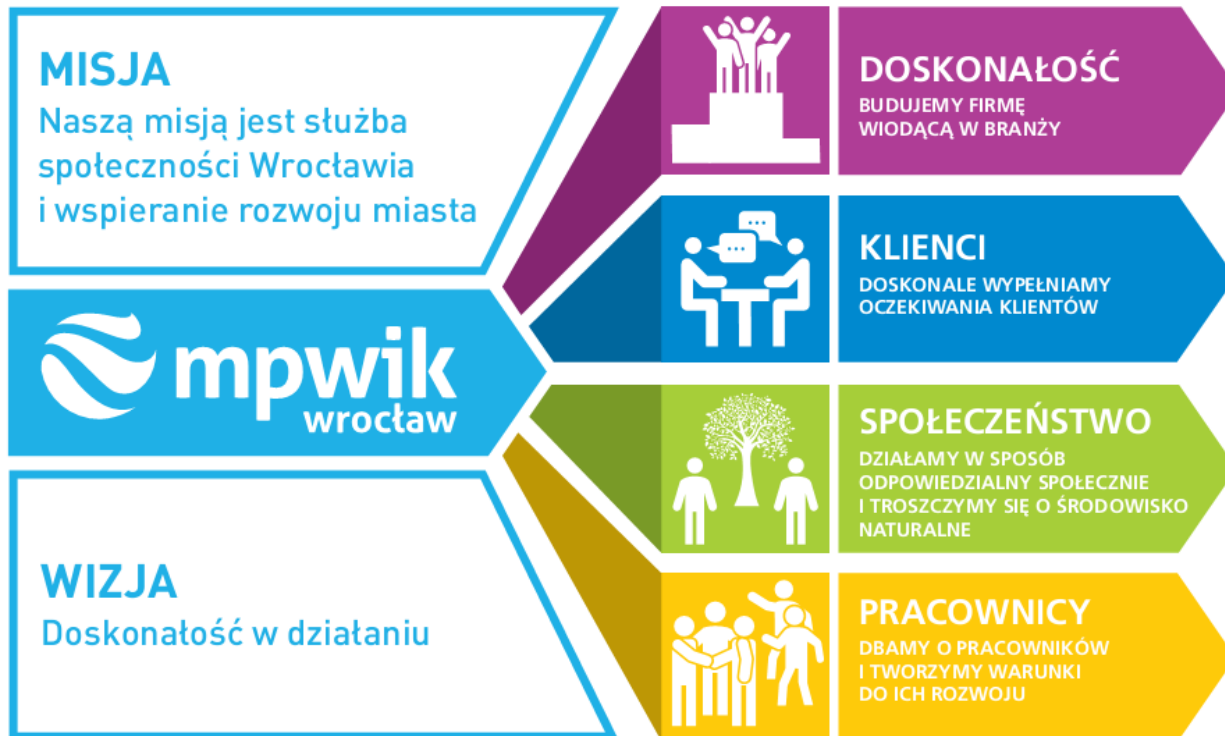 MISJA
Naszą misją jest służba
społeczności Wrocławia
i wspieranie rozwoju miasta
mpwik
wrocław
WIZJA
Doskonałość w działaniu
DOSKONAŁOŚĆ
BUDUJEMY FIRMĘ
WIODĄCĄ W BRANŻY
KLIENCI
DOSKONALE WYPEŁNIAMY
OCZEKIWANIA KLIENTÓW
SPOŁECZEŃSTWO
DZIAŁAMY W SPOSÓB
ODPOWIEDZIALNY SPOŁECZNIE
I TROSZCZYMY SIĘ O ŚRODOWISKO
NATURALNE
PRACOWNICY
DBAMY O PRACOWNIKÓW
I TWORZYMY WARUNKI
DO ICH ROZWOJU